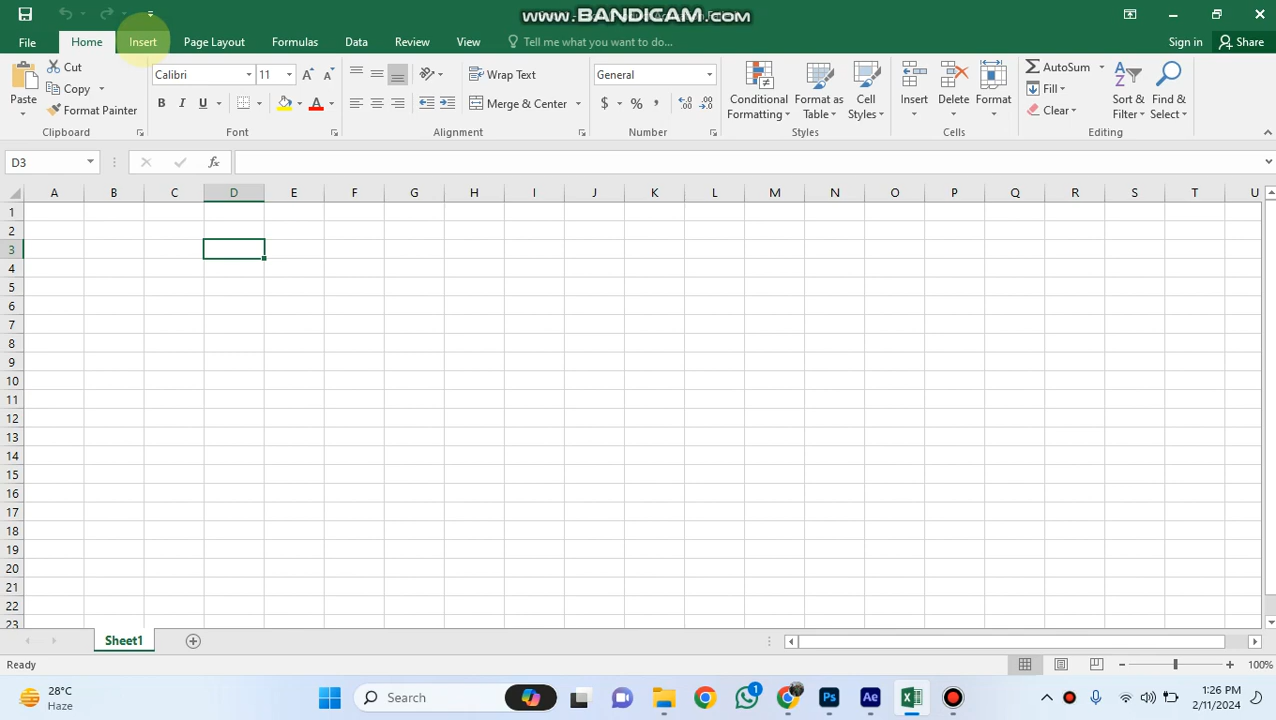 www.BANDICAM.com
File Home Insert Page Layout Formulas Data Review View Tell me what you want to do... Sign in Share
Paste Cut Copy Format Painter Clipboard
Calibri 11 B I U A A A Font
Wrap Text Merge & Center Alignment
General $ % , Number
Conditional Formatting Format as Table Cell Styles Styles
Insert Delete Format Cells
AutoSum Fill Clear Sort & Filter Find & Select Editing
D3 fx
A B C D E F G H I J K L M N O P Q R S T U
1
2
3
4
5
6
7
8
9
10
11
12
13
14
15
16
17
18
19
20
21
22
23
Sheet1
Ready 100%
28°C
Haze
Search
1
1:26 PM
2/11/2024